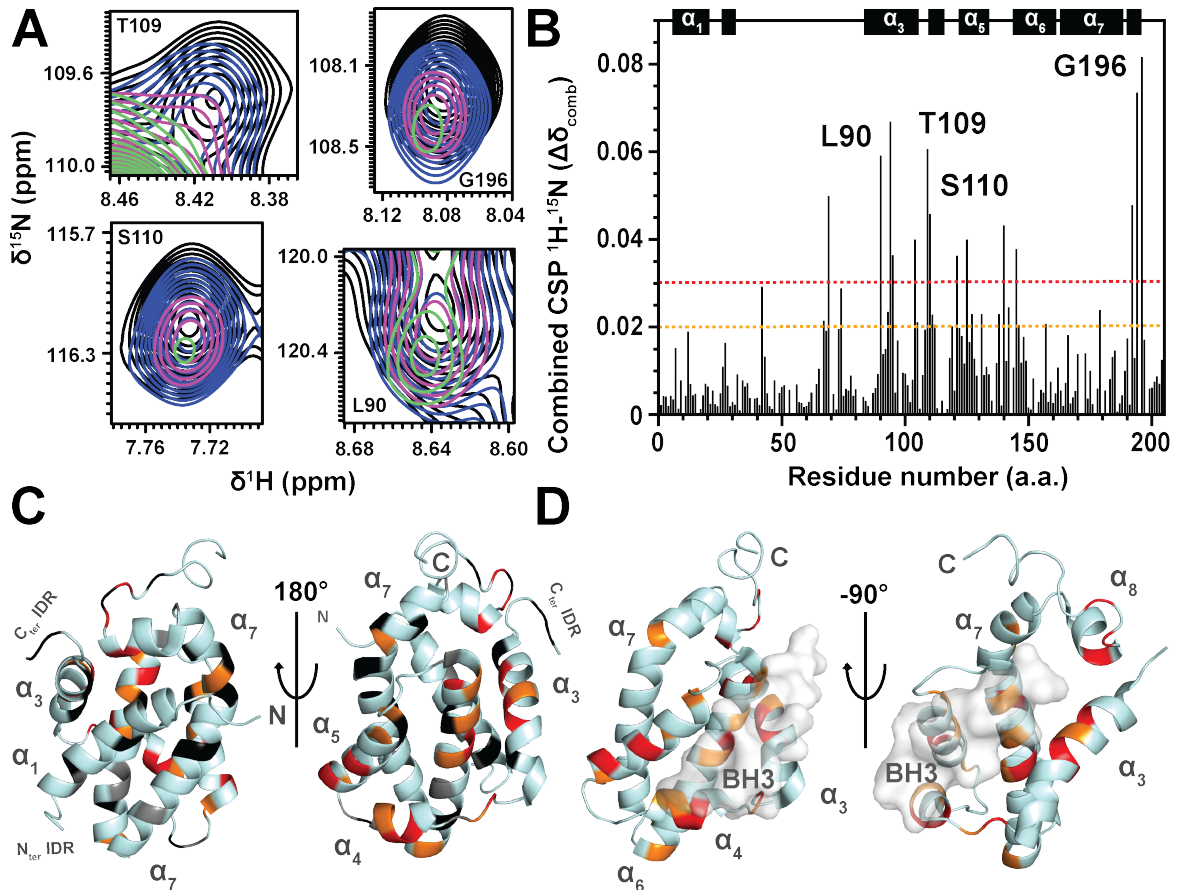 A
T109
109.6
110.0
8.46 8.42 8.38
108.1
108.5
G196
8.12 8.08 8.04
δ¹⁵N (ppm)
S110
115.7
116.3
7.76 7.72
120.0
120.4
L90
8.68 8.64 8.60
δ¹H (ppm)
B
α₁ α₃ α₅ α₆ α₇
Combined CSP ¹H-¹⁵N (Δδcomb)
0.08
0.06
0.04
0.02
0
G196
L90
T109
S110
0 50 100 150 200
Residue number (a.a.)
C
Cter IDR
α₃
α₁
Nter IDR
α₇
α₇
N
180°
C
α₇
N
Cter IDR
α₃
α₅
α₄
D
C
α₇
BH3
α₃
α₄
α₆
-90°
C
α₈
α₇
BH3
α₃